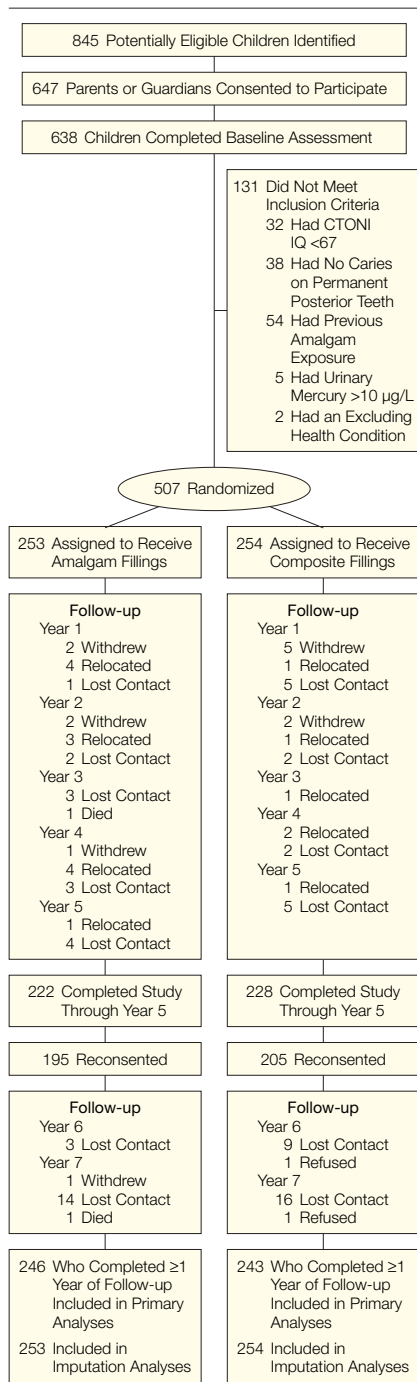 845 Potentially Eligible Children Identified
647 Parents or Guardians Consented to Participate
638 Children Completed Baseline Assessment
131 Did Not Meet
Inclusion Criteria
32 Had CTONI
IQ <67
38 Had No Caries
on Permanent
Posterior Teeth
54 Had Previous
Amalgam
Exposure
5 Had Urinary
Mercury >10 µg/L
2 Had an Excluding
Health Condition
507 Randomized
253 Assigned to Receive
Amalgam Fillings
254 Assigned to Receive
Composite Fillings
Follow-up
Year 1
2 Withdrew
4 Relocated
1 Lost Contact
Year 2
2 Withdrew
3 Relocated
2 Lost Contact
Year 3
3 Lost Contact
1 Died
Year 4
1 Withdrew
4 Relocated
3 Lost Contact
Year 5
1 Relocated
4 Lost Contact
Follow-up
Year 1
5 Withdrew
1 Relocated
5 Lost Contact
Year 2
2 Withdrew
1 Relocated
2 Lost Contact
Year 3
1 Relocated
Year 4
2 Relocated
2 Lost Contact
Year 5
1 Relocated
5 Lost Contact
222 Completed Study
Through Year 5
228 Completed Study
Through Year 5
195 Reconsented
205 Reconsented
Follow-up
Year 6
3 Lost Contact
Year 7
1 Withdrew
14 Lost Contact
1 Died
Follow-up
Year 6
9 Lost Contact
1 Refused
Year 7
16 Lost Contact
1 Refused
246 Who Completed ≥1
Year of Follow-up
Included in Primary
Analyses
253 Included in
Imputation Analyses
243 Who Completed ≥1
Year of Follow-up
Included in Primary
Analyses
254 Included in
Imputation Analyses